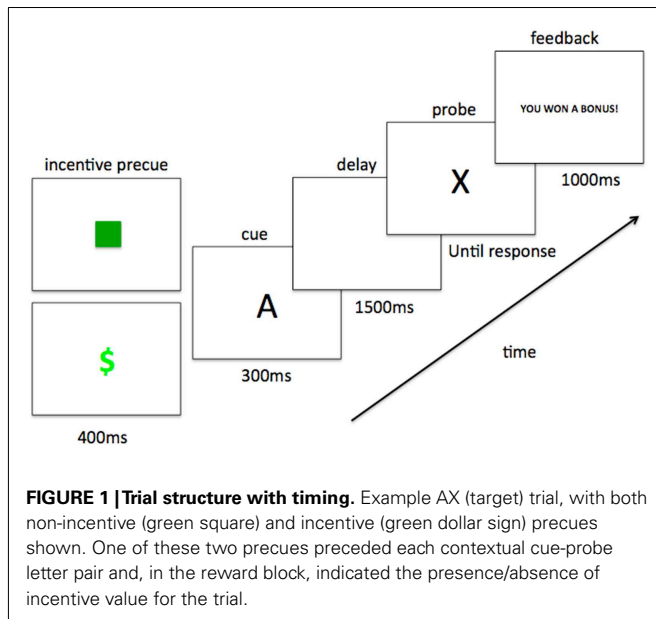 feedback
YOU WON A BONUS!
1000ms
probe
X
Until response
delay
1500ms
cue
A
300ms
incentive precue
$
400ms
time
FIGURE 1 | Trial structure with timing. Example AX (target) trial, with both
non-incentive (green square) and incentive (green dollar sign) precues
shown. One of these two precues preceded each contextual cue-probe
letter pair and, in the reward block, indicated the presence/absence of
incentive value for the trial.